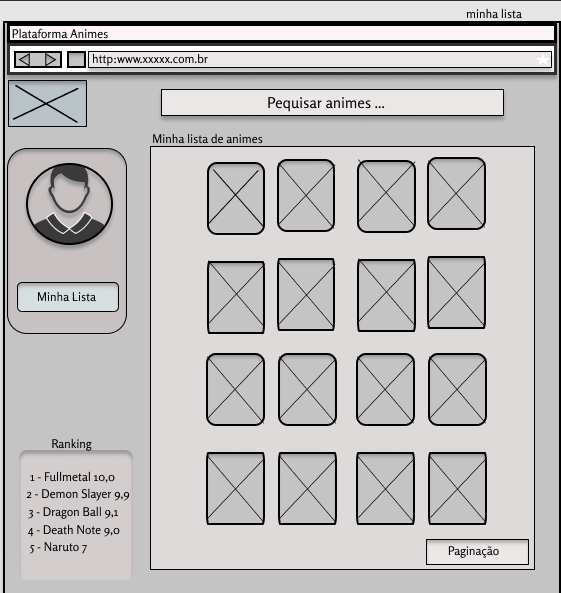 minha lista
Plataforma Animes
http:www.xxxxx.com.br
Pequisar animes ...
Minha lista de animes
Minha Lista
Ranking
1 - Fullmetal 10,0
2 - Demon Slayer 9,9
3 - Dragon Ball 9,1
4 - Death Note 9,0
5 - Naruto 7
Paginação